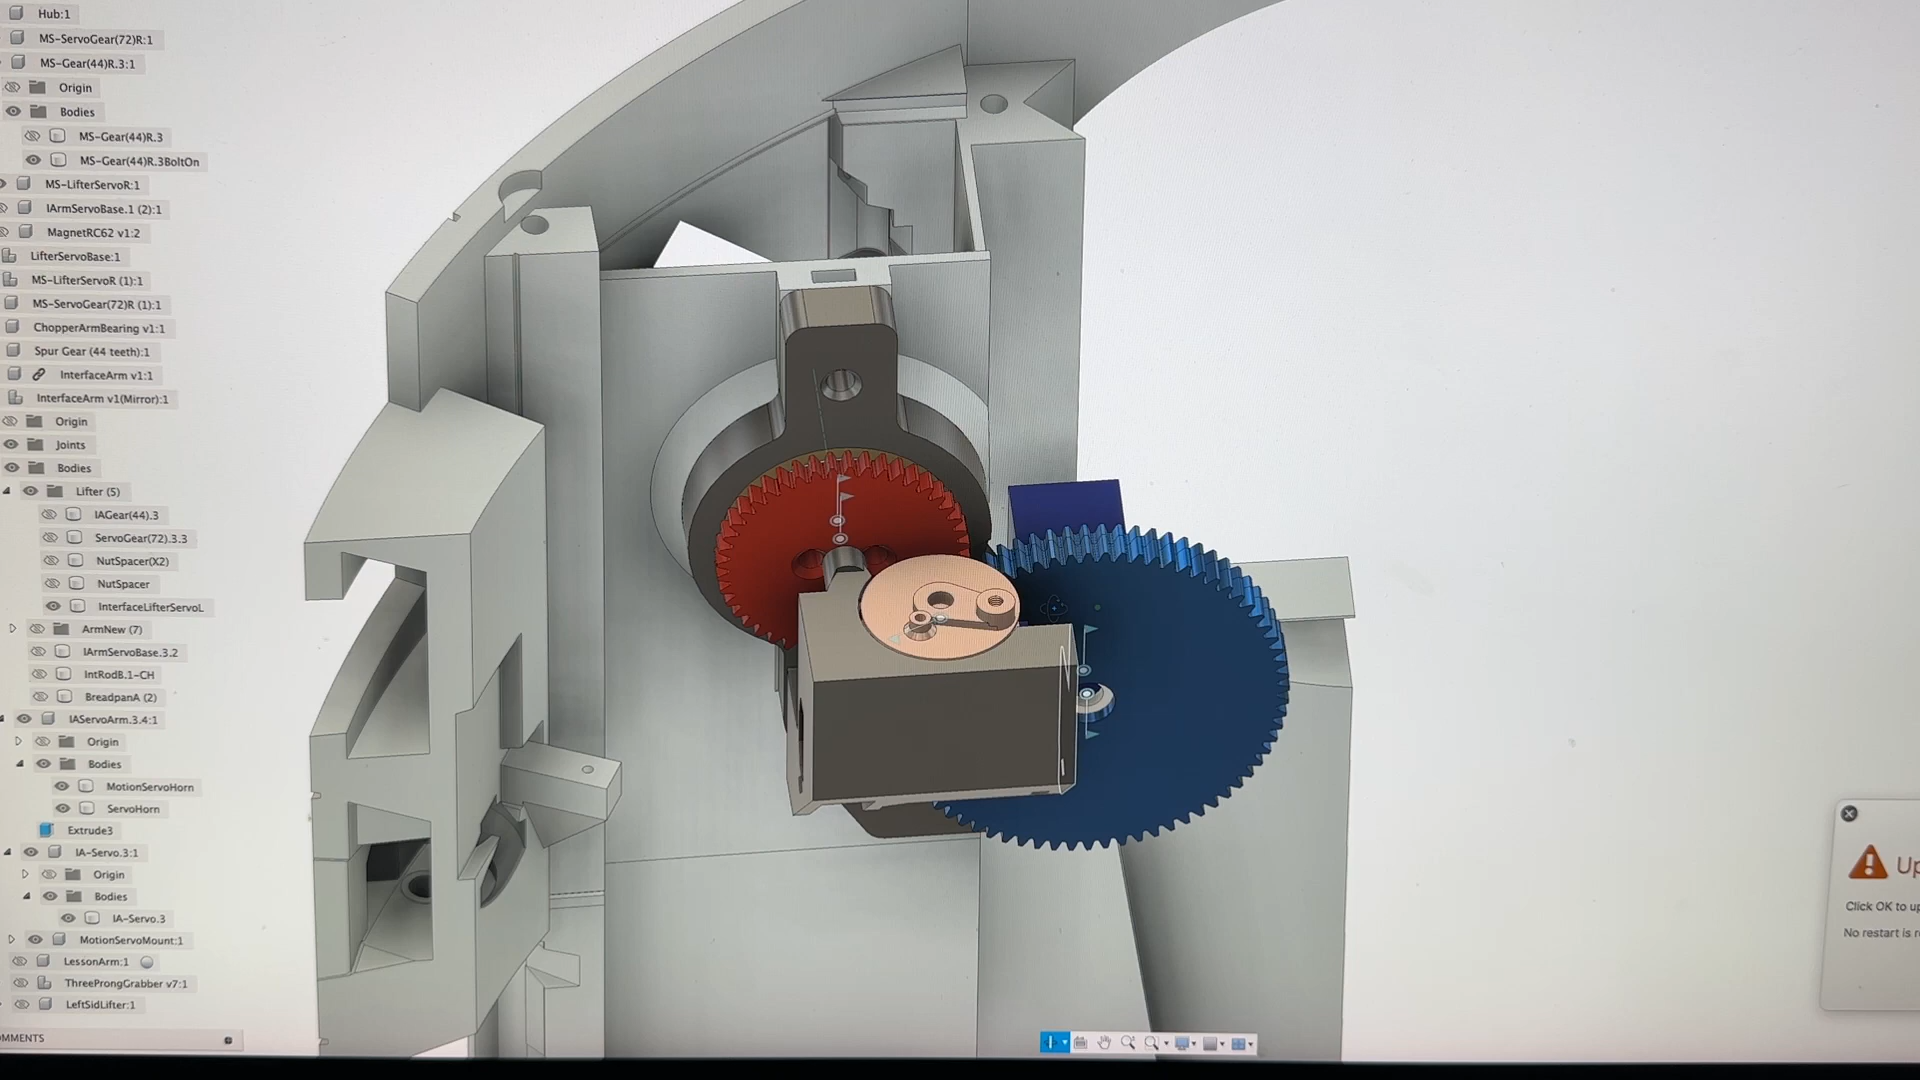 Hub:1
MS-ServoGear(72)R:1
MS-Gear(44)R.3:1
Origin
Bodies
MS-Gear(44)R.3
MS-Gear(44)R.3BoltOn
MS-LifterServoR:1
IArmServoBase.1 (2):1
MagnetRC62 v1:2
LifterServoBase:1
MS-LifterServoR (1):1
MS-ServoGear(72)R (1):1
ChopperArmBearing v1:1
Spur Gear (44 teeth):1
InterfaceArm v1:1
InterfaceArm v1(Mirror):1
Origin
Joints
Bodies
Lifter (5)
IAGear(44).3
ServoGear(72).3.3
NutSpacer(X2)
NutSpacer
InterfaceLifterServoL
ArmNew (7)
IArmServoBase.3.2
IntRodB.1-CH
BreadpanA (2)
IAServoArm.3.4:1
Origin
Bodies
MotionServoHorn
ServoHorn
Extrude3
IA-Servo.3:1
Origin
Bodies
IA-Servo.3
MotionServoMount:1
LessonArm:1
ThreeProngGrabber v7:1
LeftSidLifter:1
OMMENTS
Up
Click OK to up
No restart is r